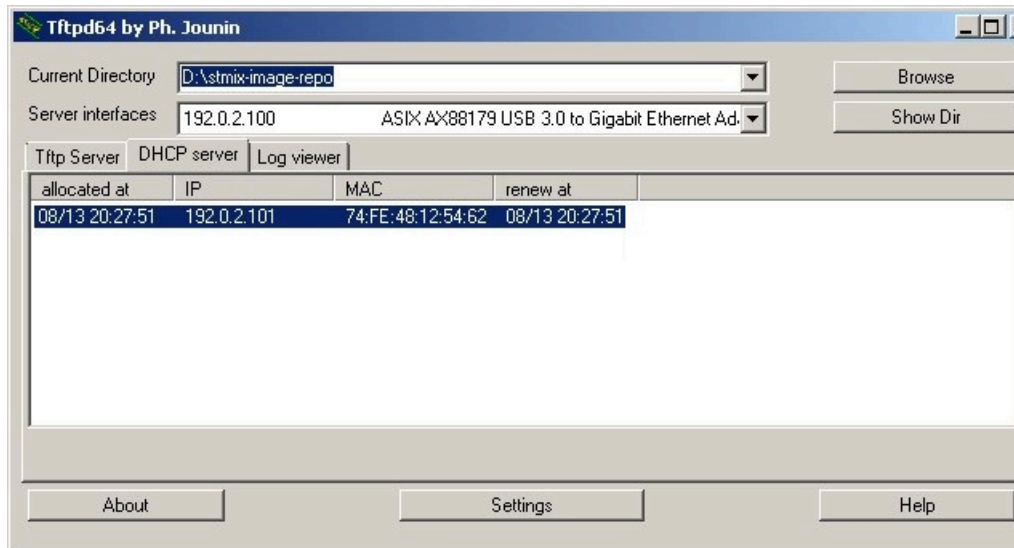 Tftpd64 by Ph. Jounin
Current Directory D:\stmix-image-repo Browse
Server interfaces 192.0.2.100 ASIX AX88179 USB 3.0 to Gigabit Ethernet Ad. Show Dir
Tftp Server DHCP server Log viewer
allocated at IP MAC renew at
08/13 20:27:51 192.0.2.101 74:FE:48:12:54:62 08/13 20:27:51
About Settings Help